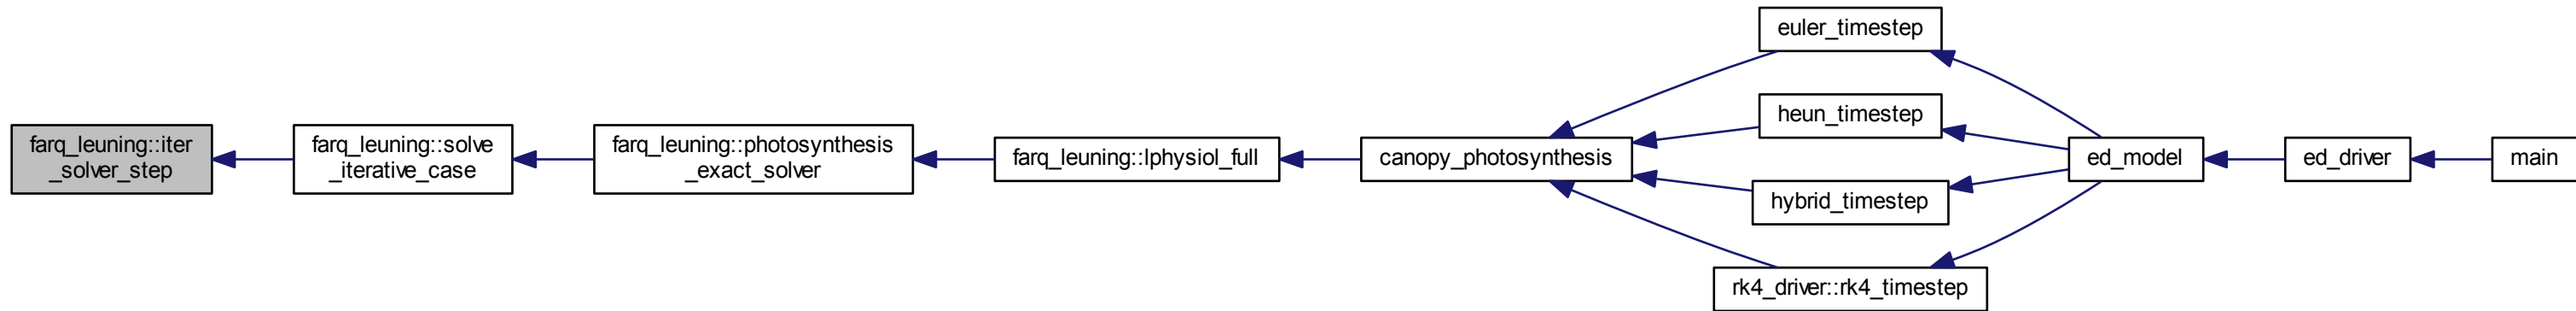 farq_leuning::iter
_solver_step
farq_leuning::solve
_iterative_case
farq_leuning::photosynthesis
_exact_solver
farq_leuning::lphysiol_full
canopy_photosynthesis
euler_timestep
heun_timestep
hybrid_timestep
rk4_driver::rk4_timestep
ed_model
ed_driver
main